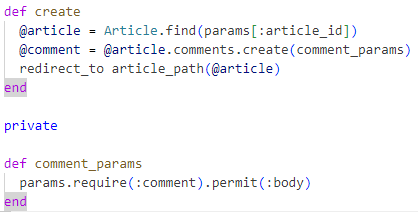 def create
  @article = Article.find(params[:article_id])
  @comment = @article.comments.create(comment_params)
  redirect_to article_path(@article)
end
private
def comment_params
  params.require(:comment).permit(:body)
end